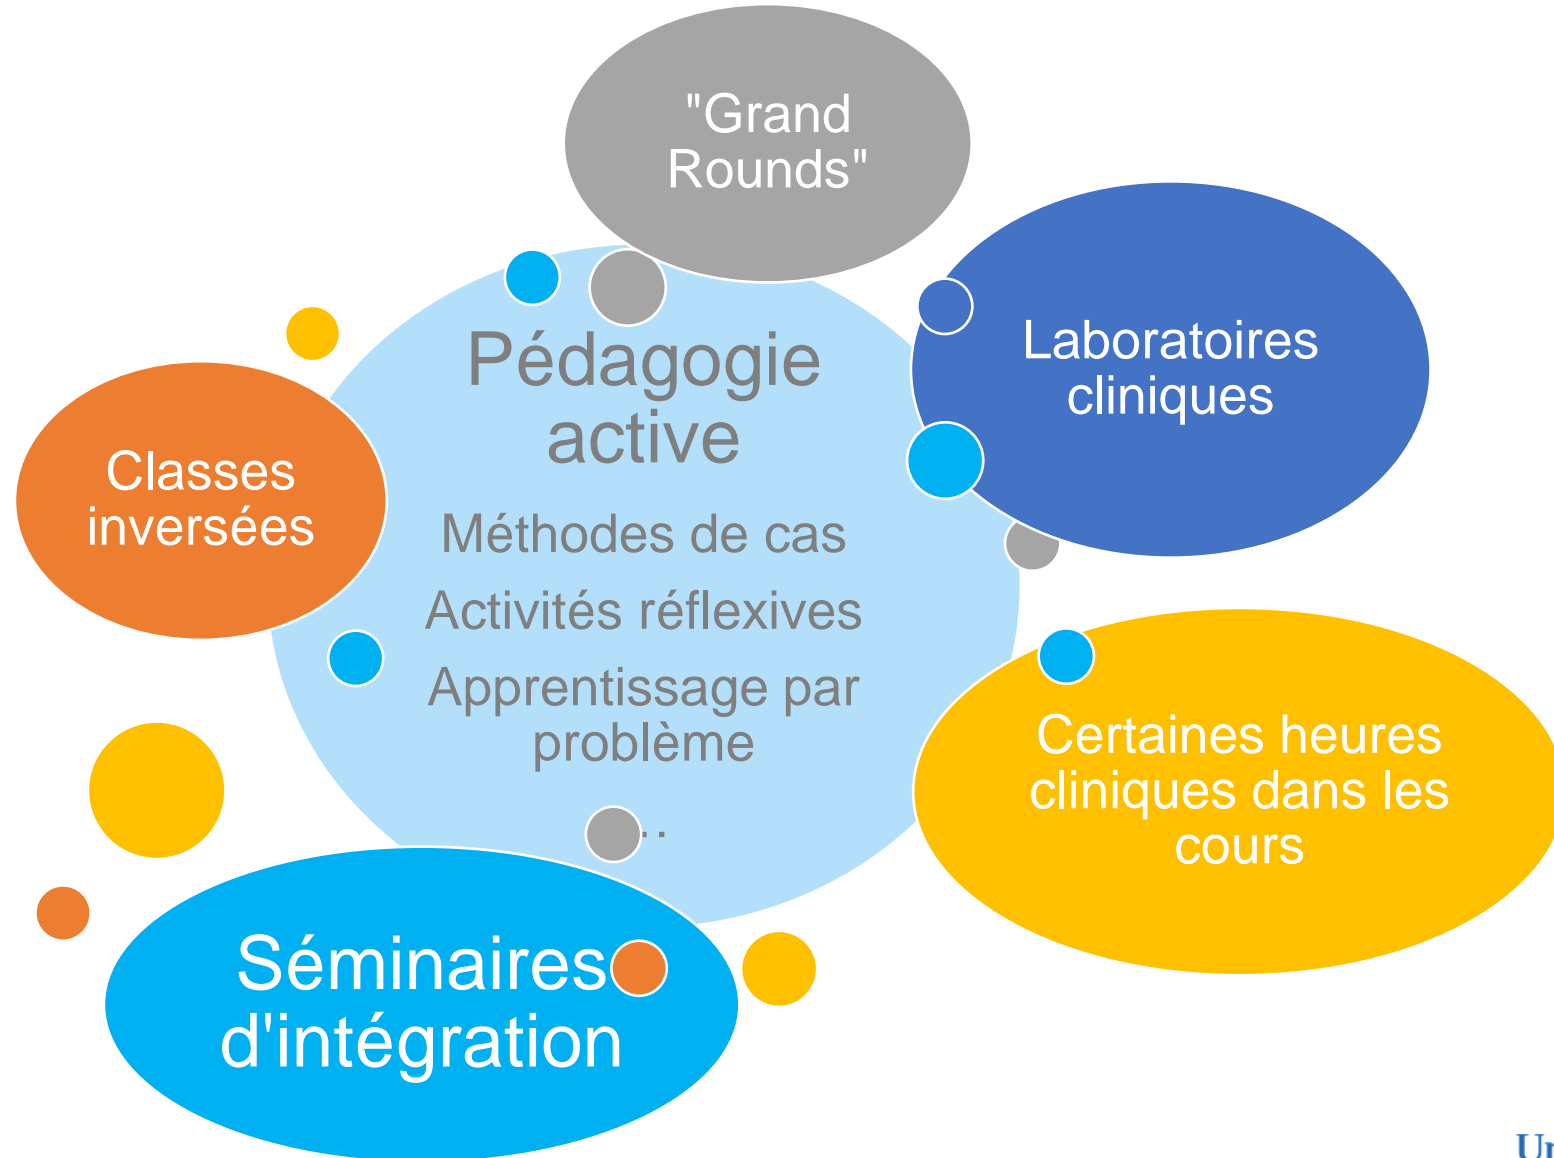 "Grand
Rounds"
Laboratoires
cliniques
Pédagogie
active
Classes
inversées
Méthodes de cas
Activités réflexives
Apprentissage par
problème
Certaines heures
cliniques dans les
cours
Séminaires
d'intégration